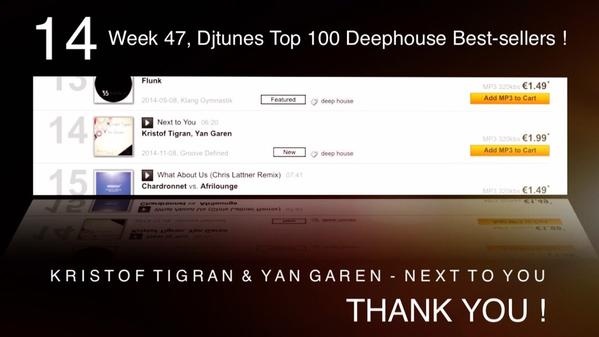 14 Week 47, Djtunes Top 100 Deephouse Best-sellers !
13
Flunk
MP3 320kbs €1.49*
2014-05-08, Klang Gymnastik Featured deep house Add MP3 to Cart
14 Next to You 06:20
Kristof Tigran, Yan Garen
MP3 320kbs €1.99*
2014-11-08, Groove Defined New deep house Add MP3 to Cart
15 What About Us (Chris Lattner Remix) 07:41
Chardronnet vs. Afrilounge MP3 320kbs €1.49*
KRISTOF TIGRAN & YAN GAREN - NEXT TO YOU
THANK YOU !